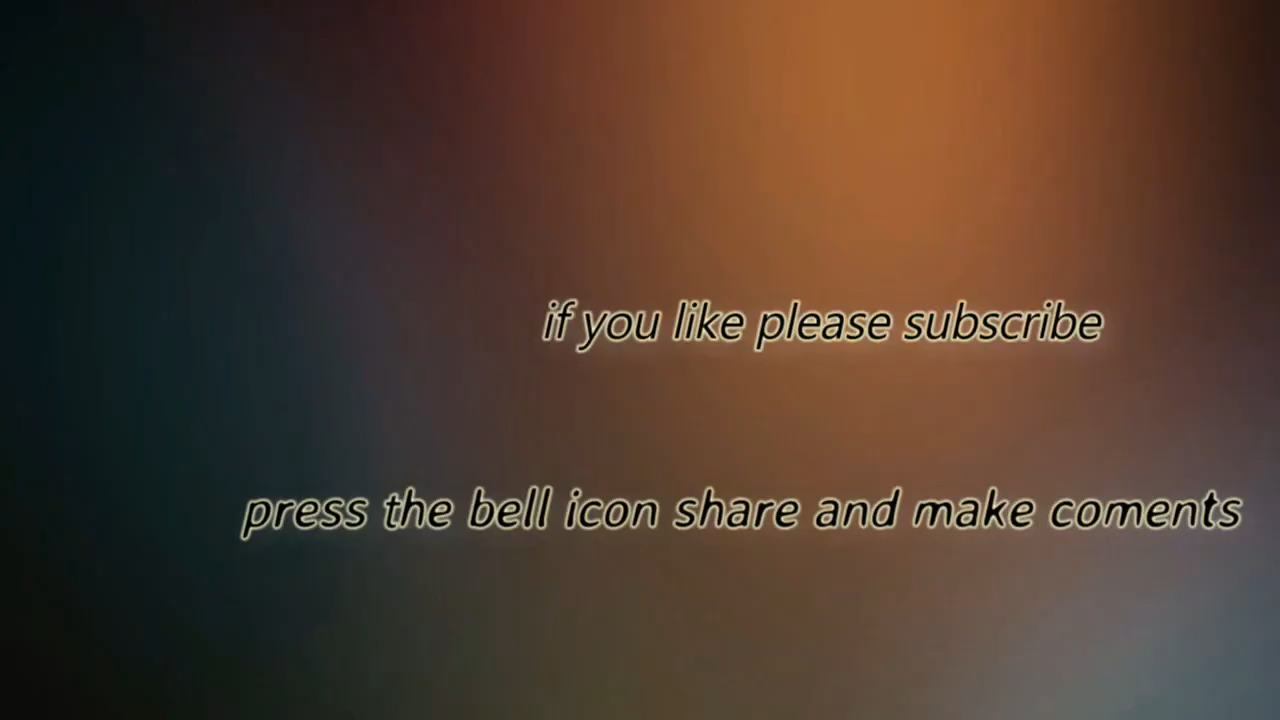 if you like please subscribe
press the bell icon share and make coments